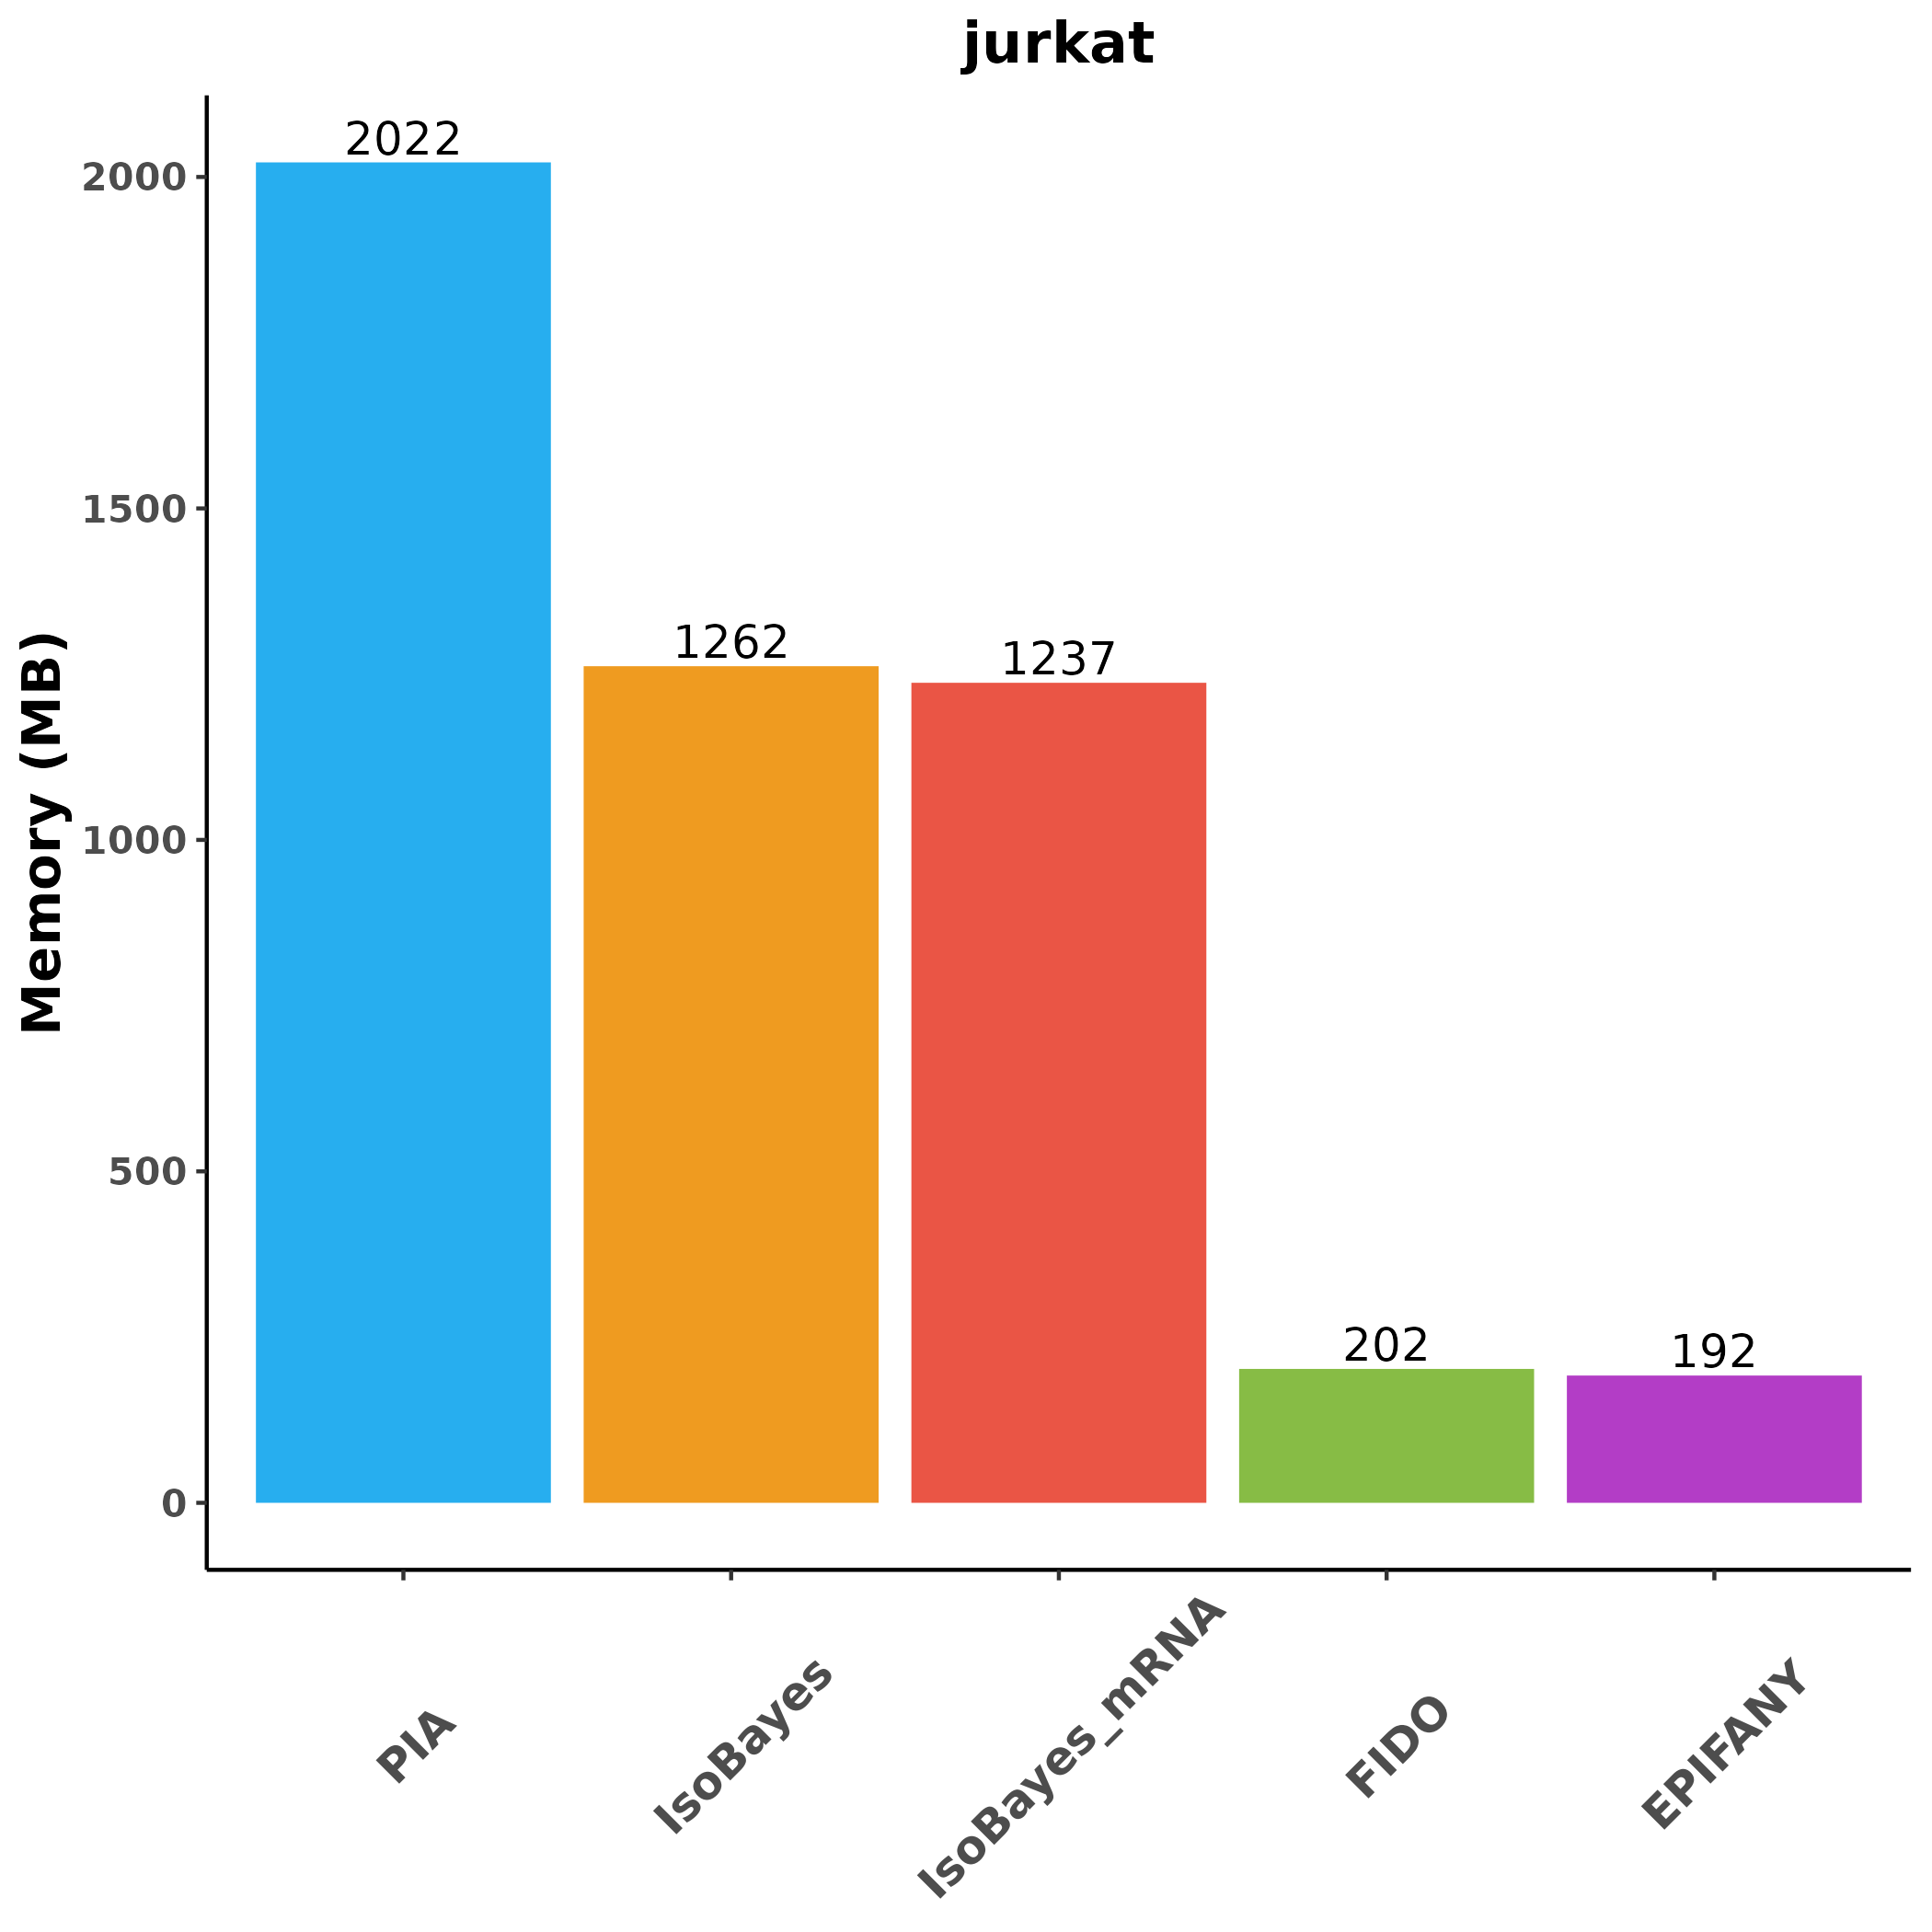 jurkat
Memory (MB)
2000
1500
1000
500
0
2022
1262
1237
202
192
PIA
IsoBayes
IsoBayes_mRNA
FIDO
EPIFANY